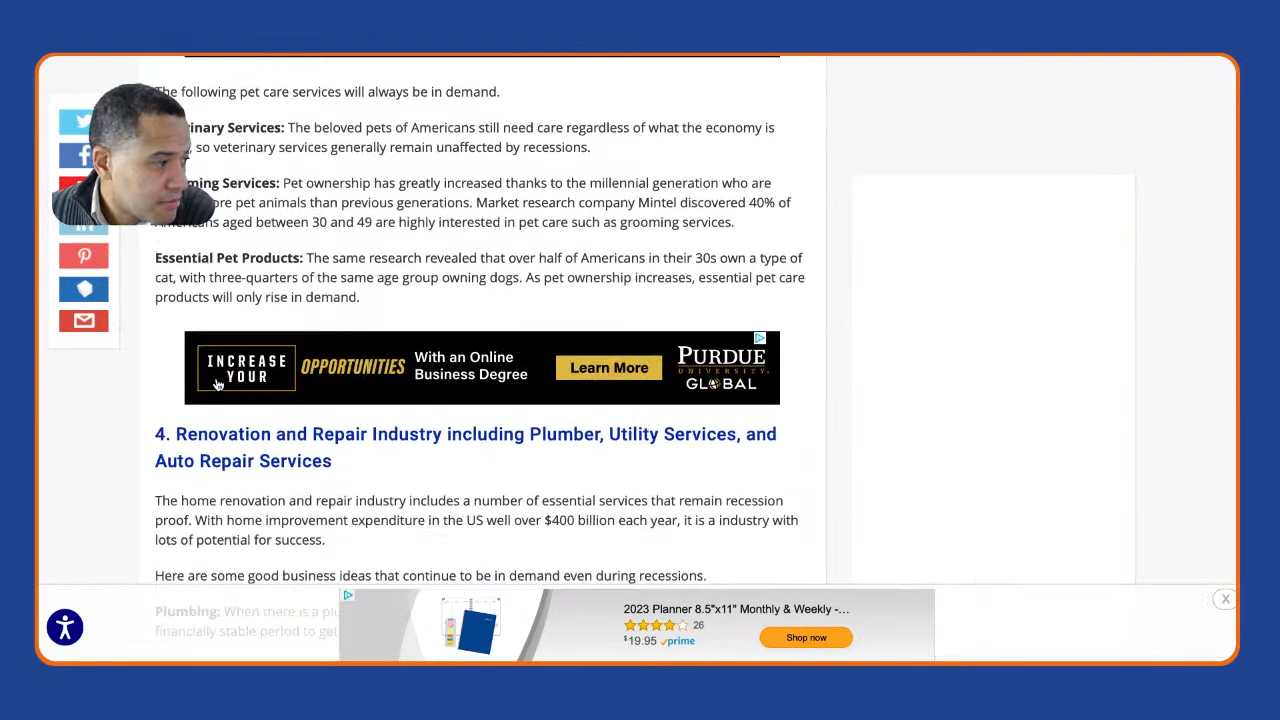 The following pet care services will always be in demand.
inary Services: The beloved pets of Americans still need care regardless of what the economy is
, so veterinary services generally remain unaffected by recessions.
ming Services: Pet ownership has greatly increased thanks to the millennial generation who are
ore pet animals than previous generations. Market research company Mintel discovered 40% of
Americans aged between 30 and 49 are highly interested in pet care such as grooming services.
Essential Pet Products: The same research revealed that over half of Americans in their 30s own a type of
cat, with three-quarters of the same age group owning dogs. As pet ownership increases, essential pet care
products will only rise in demand.
INCREASE
YOUR
OPPORTUNITIES
With an Online
Business Degree
Learn More
PURDUE
UNIVERSITY
GLOBAL
4. Renovation and Repair Industry including Plumber, Utility Services, and
Auto Repair Services
The home renovation and repair industry includes a number of essential services that remain recession
proof. With home improvement expenditure in the US well over $400 billion each year, it is a industry with
lots of potential for success.
Here are some good business ideas that continue to be in demand even during recessions.
Plumbing: When there is a plu
financially stable period to get
2023 Planner 8.5"x11" Monthly & Weekly -...
26
$19.95 prime
Shop now
X